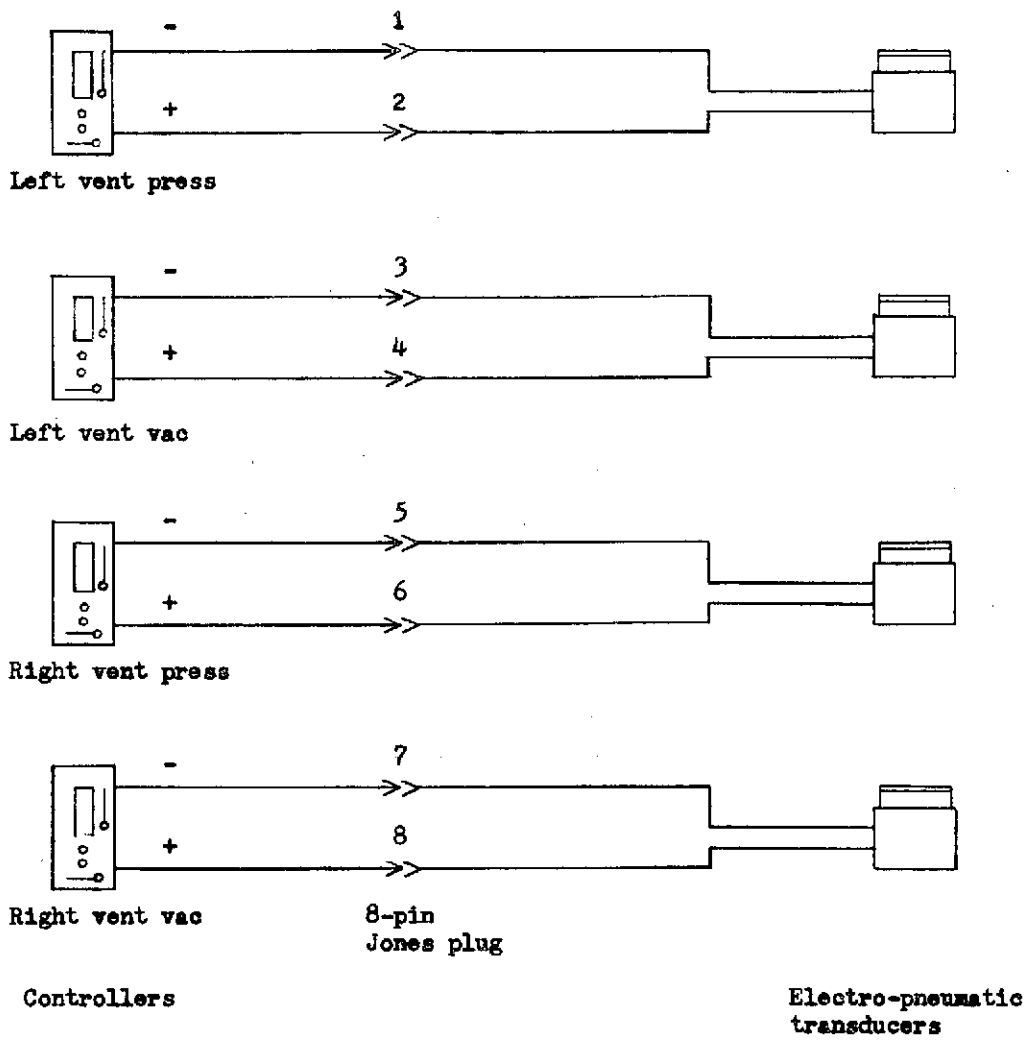 - 1
+ 2
Left vent press
- 3
+ 4
Left vent vac
- 5
+ 6
Right vent press
- 7
+ 8
Right vent vac
8-pin
Jones plug
Controllers
Electro-pneumatic
transducers